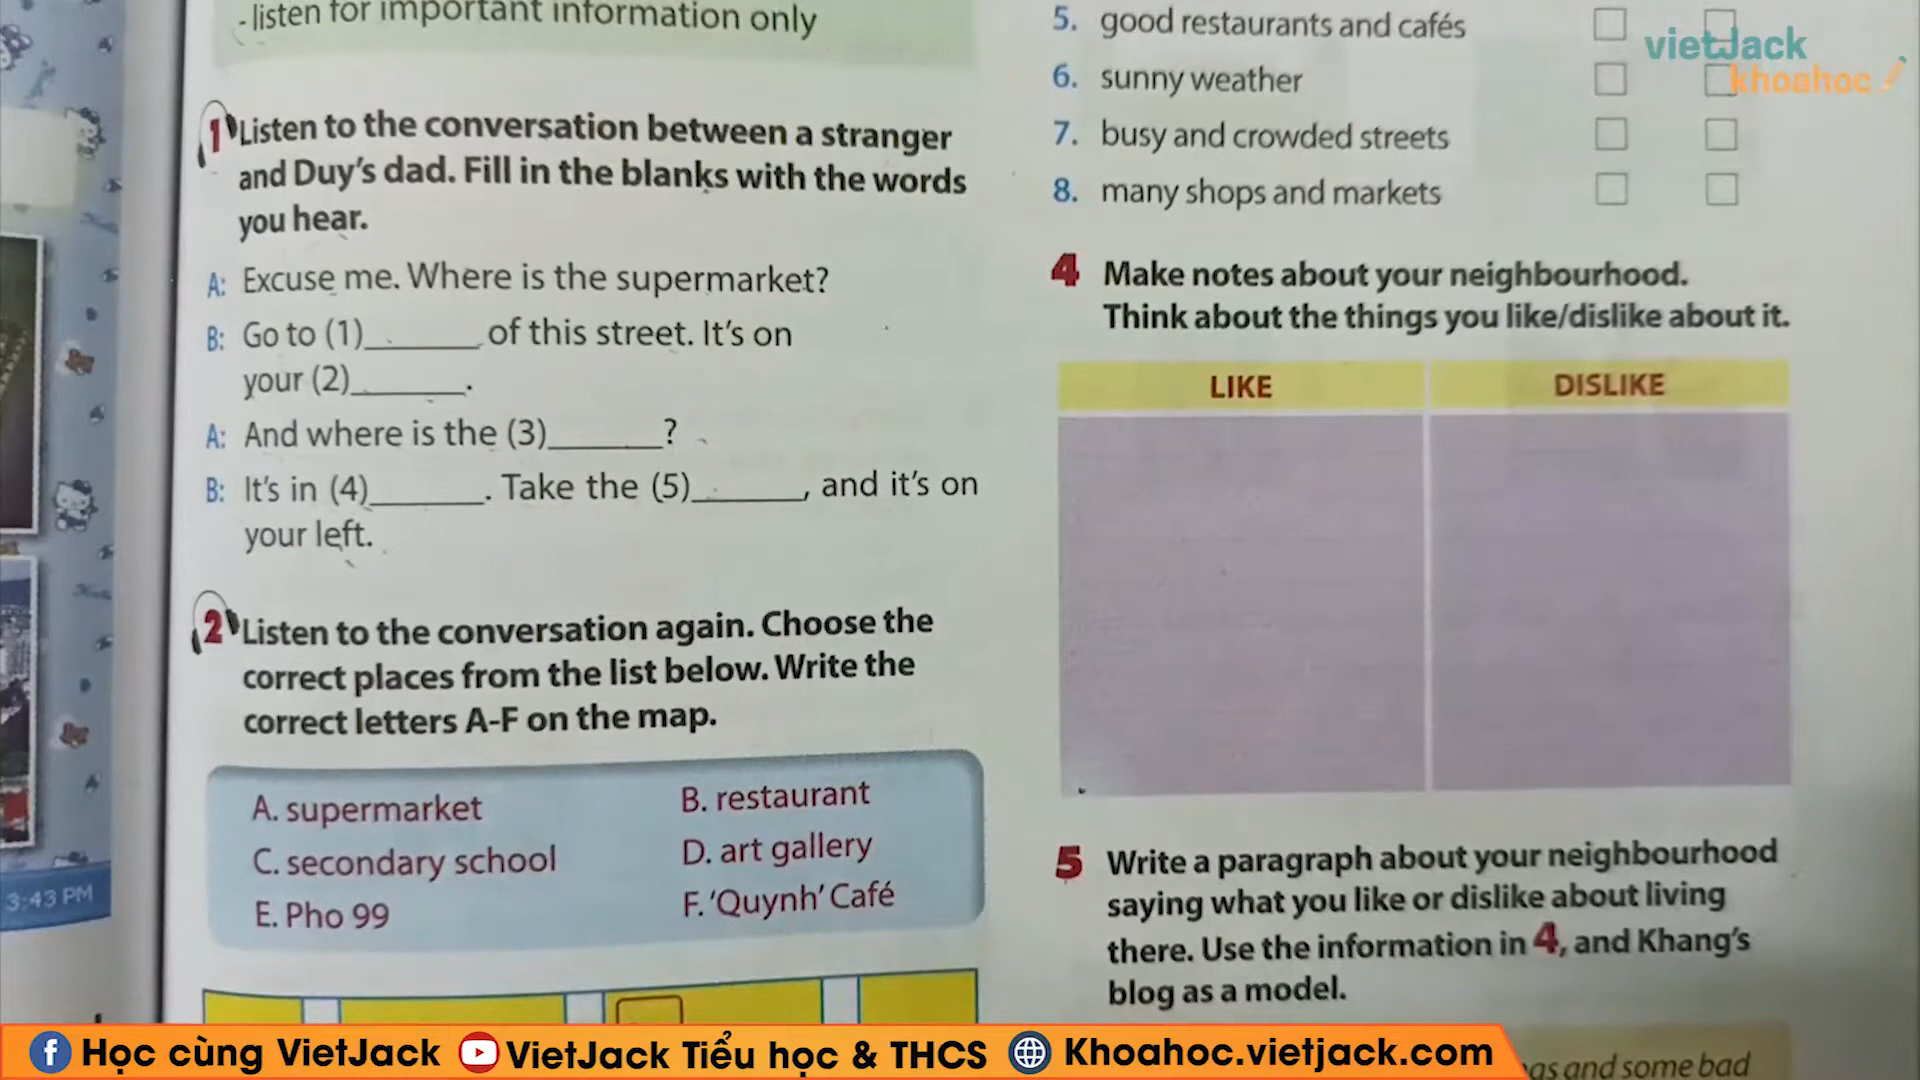 - listen for important information only
1 Listen to the conversation between a stranger
and Duy's dad. Fill in the blanks with the words
you hear.
A: Excuse me. Where is the supermarket?
B: Go to (1)_______ of this street. It's on
your (2)_______.
A: And where is the (3)_______?
B: It's in (4)_______. Take the (5)_______, and it's on
your left.
2 Listen to the conversation again. Choose the
correct places from the list below. Write the
correct letters A-F on the map.
A. supermarket
B. restaurant
C. secondary school
D. art gallery
E. Pho 99
F. 'Quynh' Café
5. good restaurants and cafés
6. sunny weather
7. busy and crowded streets
8. many shops and markets
4 Make notes about your neighbourhood.
Think about the things you like/dislike about it.
LIKE
DISLIKE
5 Write a paragraph about your neighbourhood
saying what you like or dislike about living
there. Use the information in 4, and Khang's
blog as a model.
and some bad
3:43 PM
vietJack
khoahoc
Học cùng VietJack
VietJack Tiểu học & THCS
Khoahoc.vietjack.com